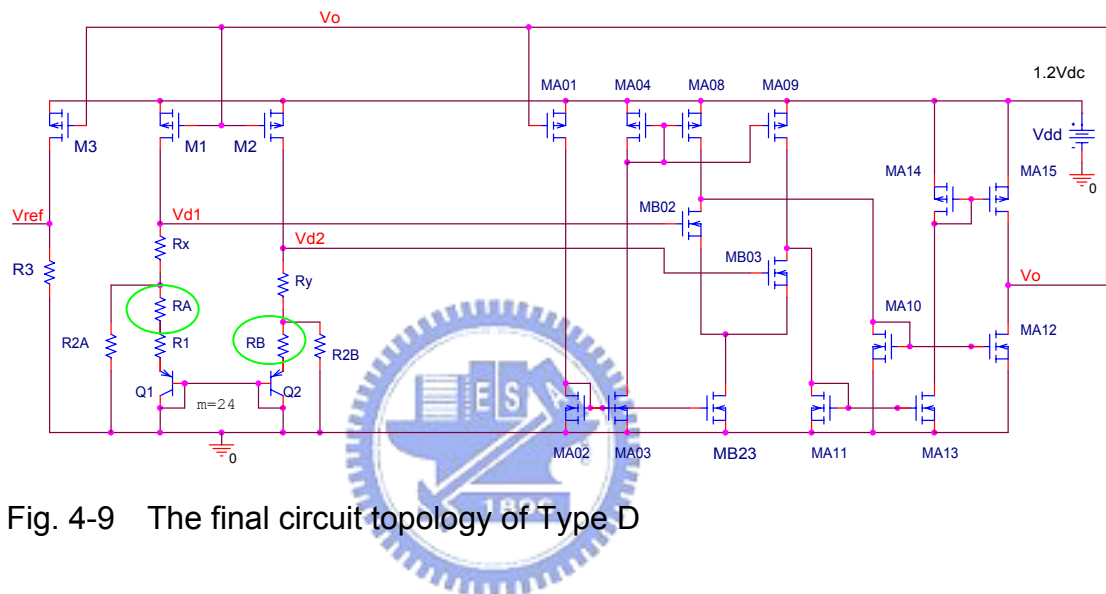 Vo
1.2Vdc
MA01
MA04
MA08
MA09
M3
M1
M2
Vdd
0
MA14
MA15
MB02
Vref
Vd1
Vd2
MB03
Rx
Ry
R3
RA
RB
R2A
R1
R2B
Vo
MA10
MA12
Q1
Q2
m=24
0
MA02
MA03
MB23
MA11
MA13
ES
1896
Fig. 4-9 The final circuit topology of Type D